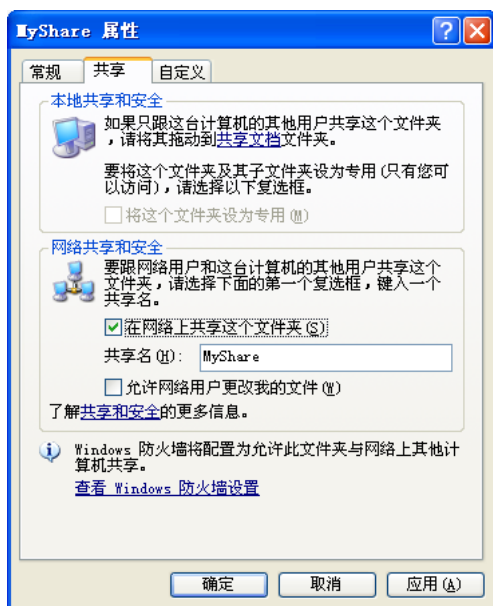 MyShare 属性
常规 共享 自定义
本地共享和安全
如果只跟这台计算机的其他用户共享这个文件夹
，请将其拖动到共享文档文件夹。
要将这个文件夹及其子文件夹设为专用(只有您可
以访问)，请选择以下复选框。
将这个文件夹设为专用(M)
网络共享和安全
要跟网络用户和这台计算机的其他用户共享这个
文件夹，请选择下面的第一个复选框，键入一个
共享名。
在网络上共享这个文件夹(S)
共享名(H): MyShare
允许网络用户更改我的文件(W)
了解共享和安全的更多信息。
Windows 防火墙将配置为允许此文件夹与网络上其他计
算机共享。
查看 Windows 防火墙设置
确定 取消 应用(A)